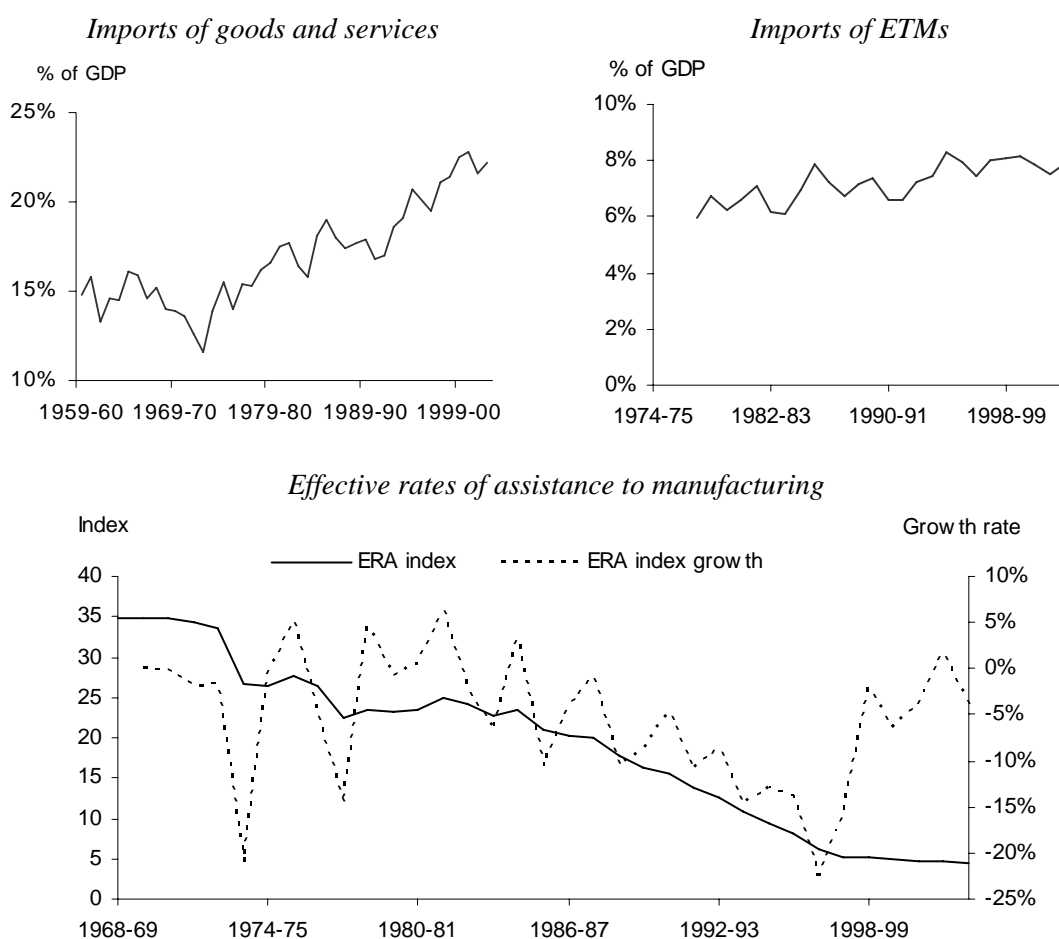 Imports of goods and services
% of GDP
25%
20%
15%
10%
1959-60 1969-70 1979-80 1989-90 1999-00
Imports of ETMs
% of GDP
10%
8%
6%
4%
2%
0%
1974-75 1982-83 1990-91 1998-99
Effective rates of assistance to manufacturing
Index
Growth rate
ERA index ERA index growth
40 10%
35 5%
30 0%
25 -5%
20 -10%
15 -15%
10 -20%
5 -25%
0
1968-69 1974-75 1980-81 1986-87 1992-93 1998-99